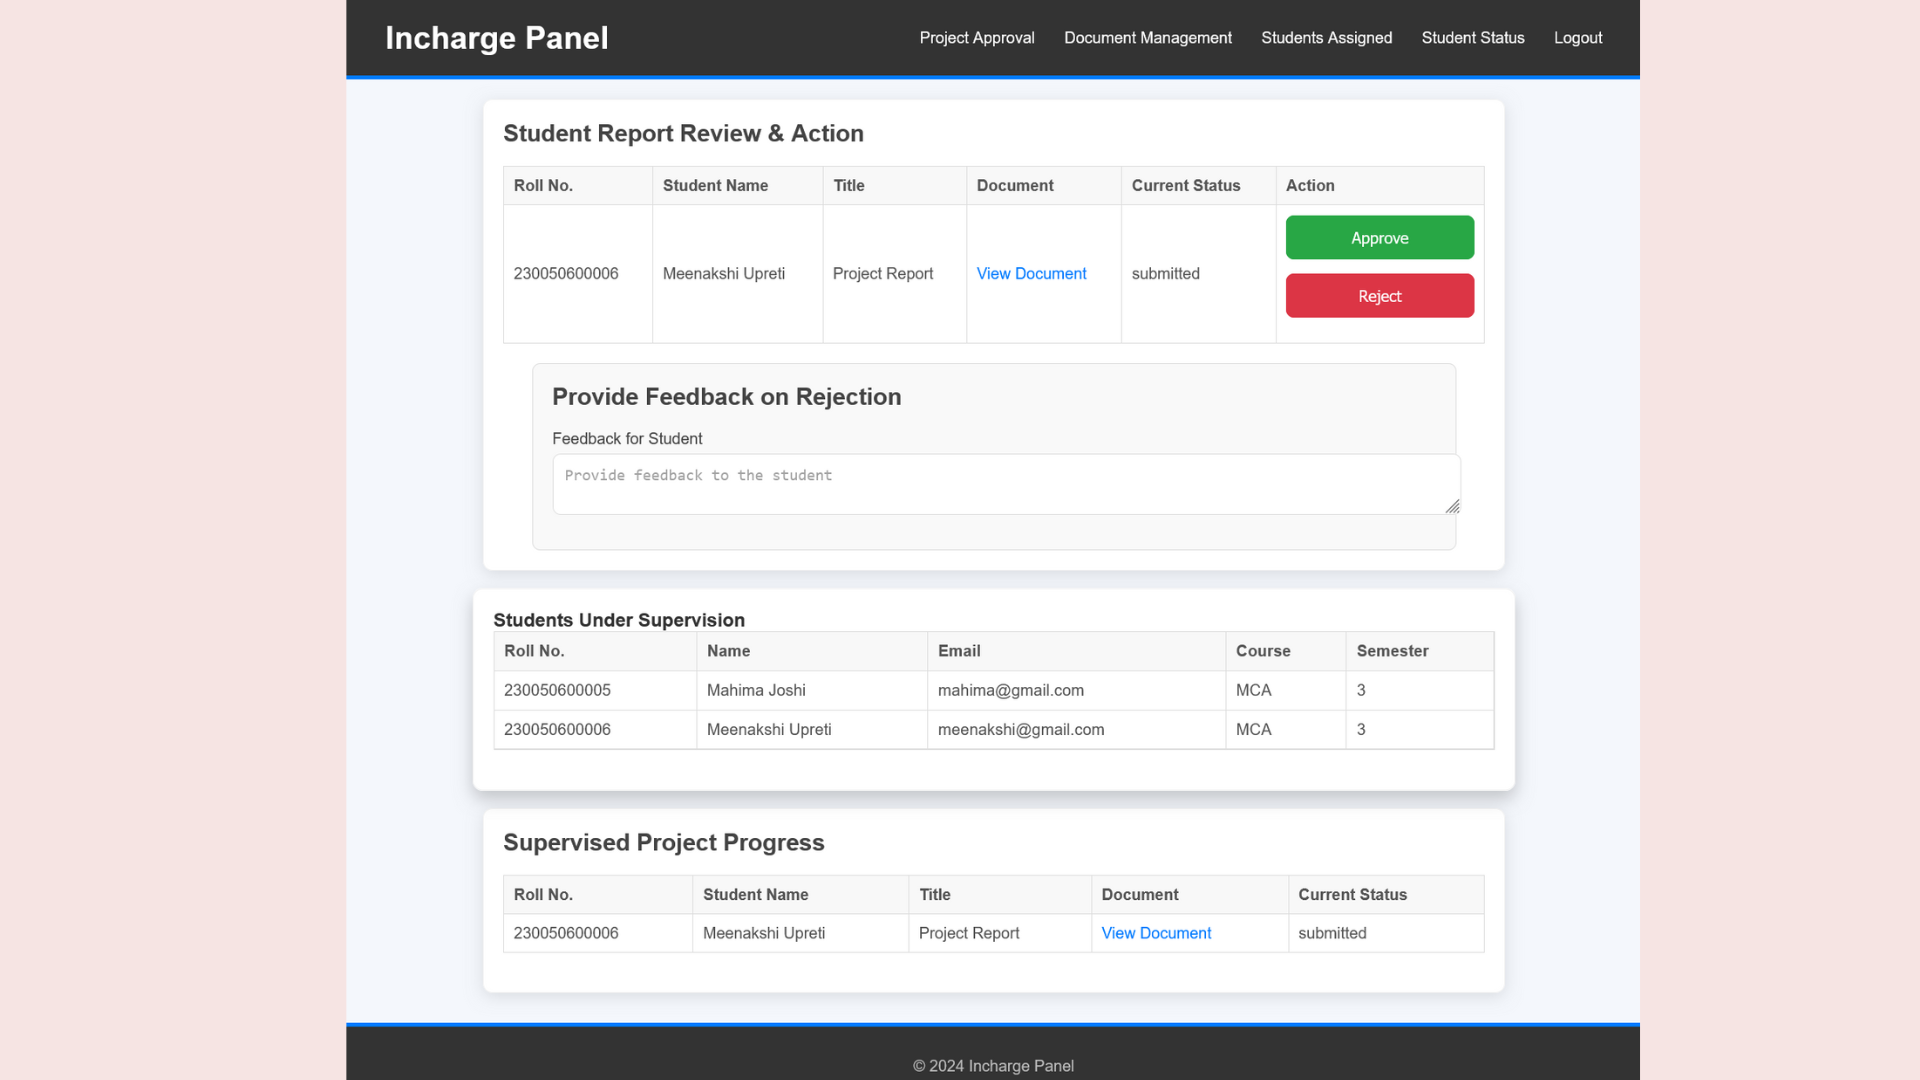 Incharge Panel
Project Approval Document Management Students Assigned Student Status Logout
Student Report Review & Action
Roll No. Student Name Title Document Current Status Action
230050600006 Meenakshi Upreti Project Report View Document submitted
Approve
Reject
Provide Feedback on Rejection
Feedback for Student
Provide feedback to the student
Students Under Supervision
Roll No. Name Email Course Semester
230050600005 Mahima Joshi mahima@gmail.com MCA 3
230050600006 Meenakshi Upreti meenakshi@gmail.com MCA 3
Supervised Project Progress
Roll No. Student Name Title Document Current Status
230050600006 Meenakshi Upreti Project Report View Document submitted
© 2024 Incharge Panel